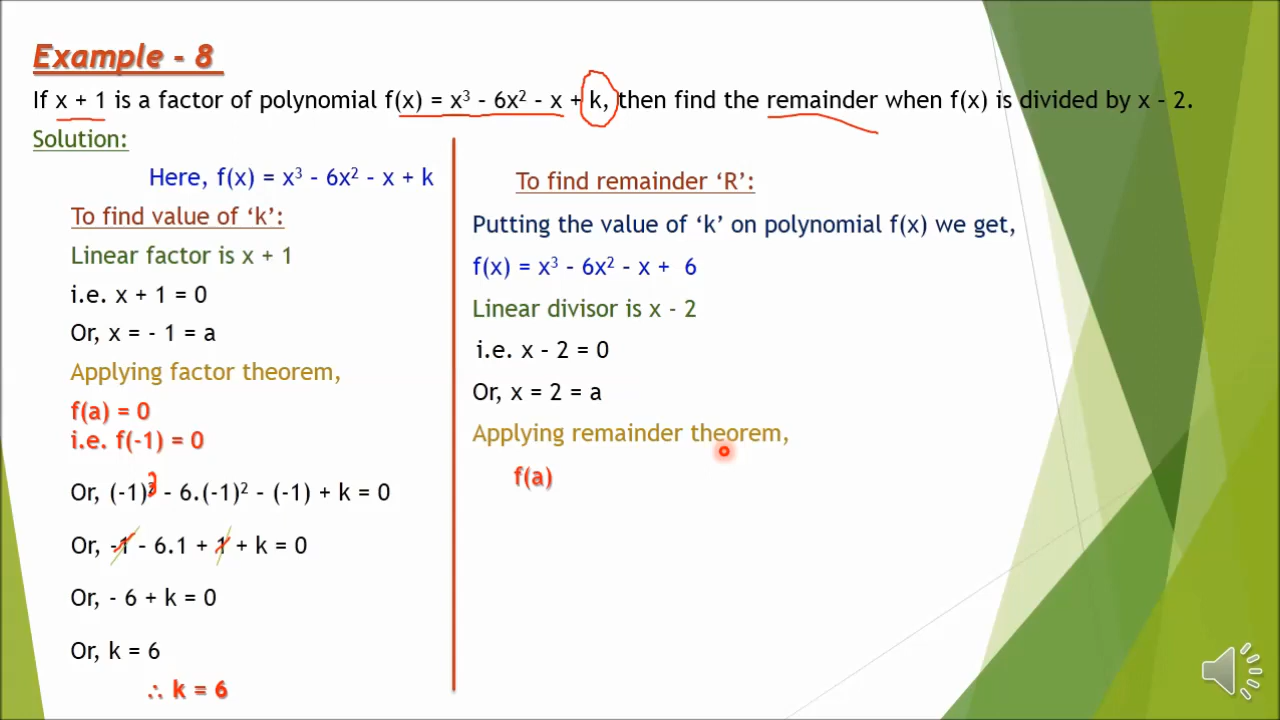 Example - 8
If x + 1 is a factor of polynomial f(x) = x³ - 6x² - x + k, then find the remainder when f(x) is divided by x - 2.
Solution:
Here, f(x) = x³ - 6x² - x + k
To find value of ‘k’:
Linear factor is x + 1
i.e. x + 1 = 0
Or, x = - 1 = a
Applying factor theorem,
f(a) = 0
i.e. f(-1) = 0
Or, (-1)³ - 6.(-1)² - (-1) + k = 0
Or, -1 - 6.1 + 1 + k = 0
Or, - 6 + k = 0
Or, k = 6
∴ k = 6
To find remainder ‘R’:
Putting the value of ‘k’ on polynomial f(x) we get,
f(x) = x³ - 6x² - x + 6
Linear divisor is x - 2
i.e. x – 2 = 0
Or, x = 2 = a
Applying remainder theorem,
f(a)